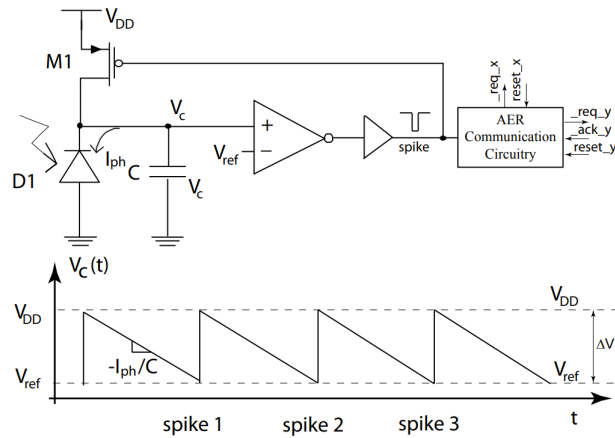 V_DD
M1
_req_x
reset_x
V_c
_req_y
AER
Communication
Circuitry
_ack_y
reset_y
+
−
V_ref
spike
I_ph
C
V_c
D1
V_C(t)
V_DD
V_DD
ΔV
-I_ph/C
V_ref
V_ref
spike 1
spike 2
spike 3
t